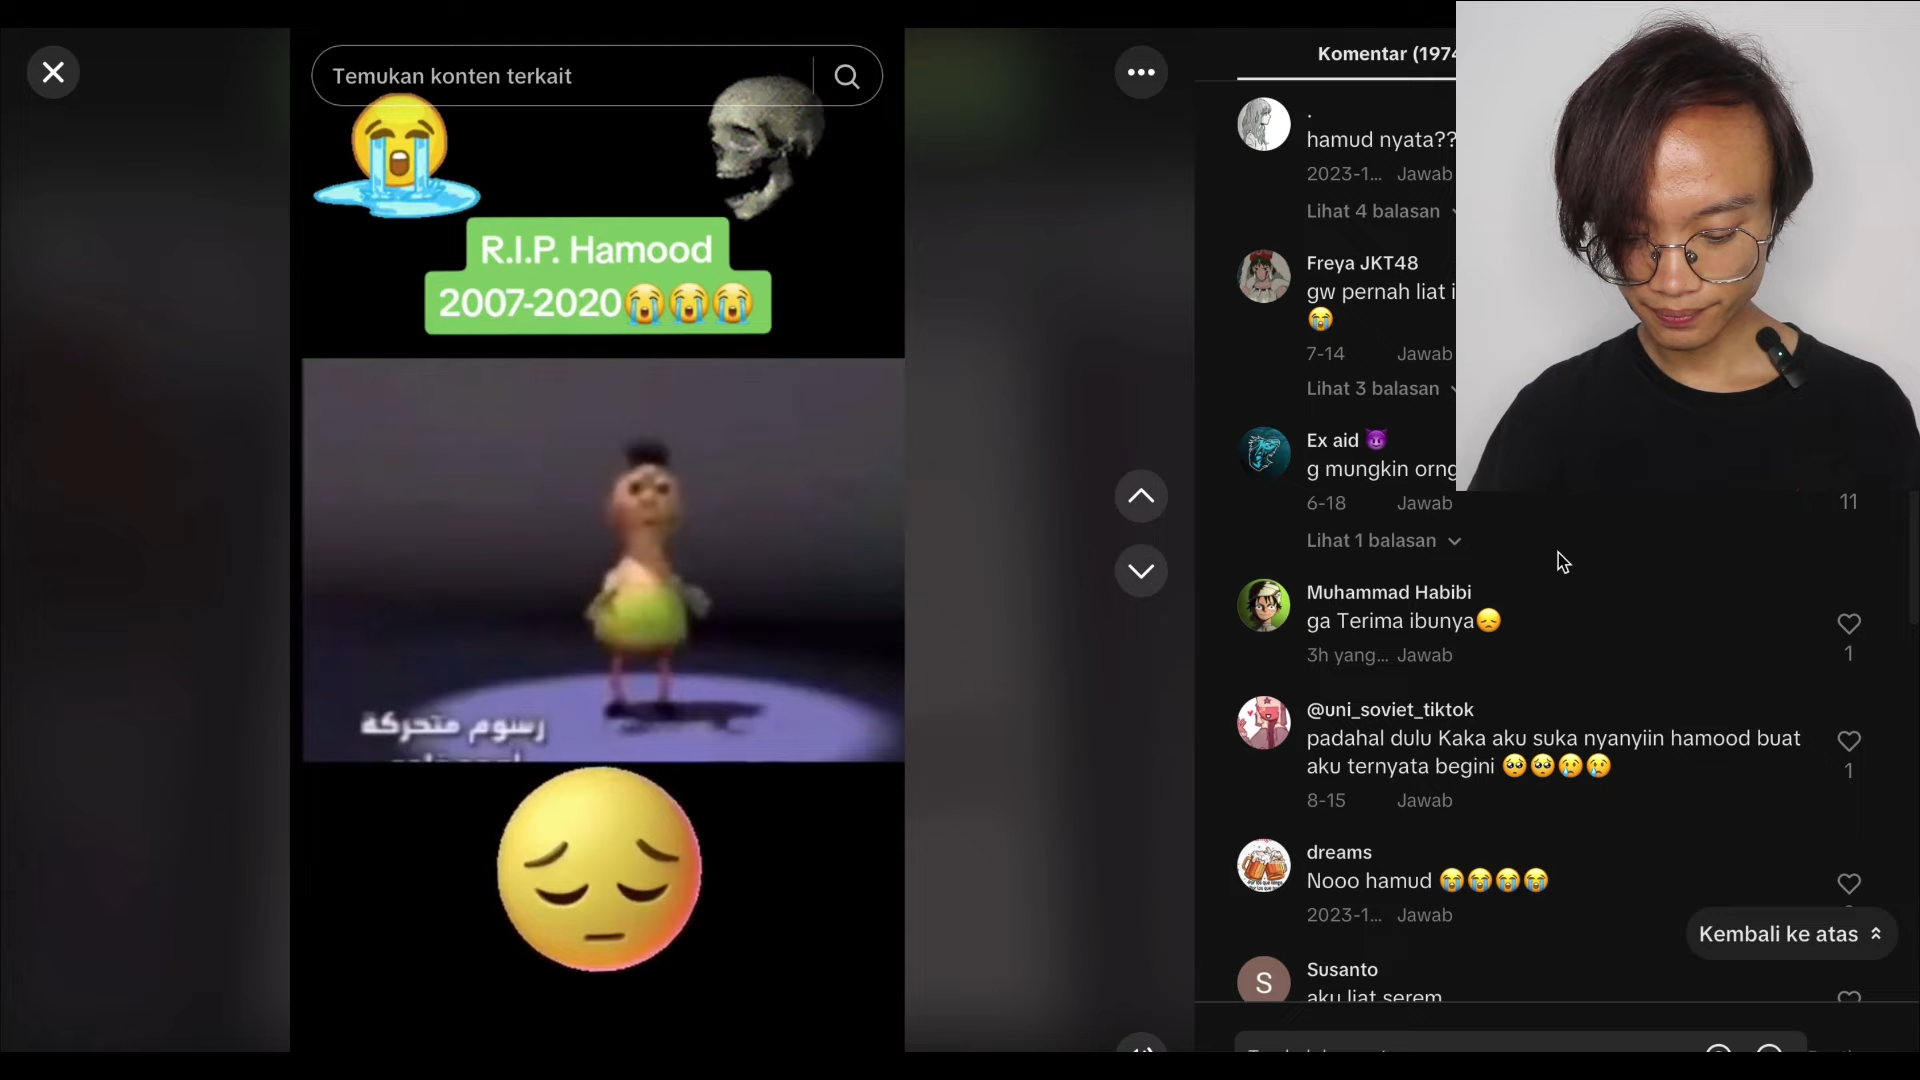 Temukan konten terkait
R.I.P. Hamood
2007-2020😭😭😭
رسوم متحركة
Komentar (1974
.
hamud nyata??
2023-1... Jawab
Lihat 4 balasan
Freya JKT48
gw pernah liat i
😭
7-14 Jawab
Lihat 3 balasan
Ex aid 😈
g mungkin orng
6-18 Jawab
11
Lihat 1 balasan
Muhammad Habibi
ga Terima ibunya😞
3h yang... Jawab
1
@uni_soviet_tiktok
padahal dulu Kaka aku suka nyanyiin hamood buat
aku ternyata begini 🥺🥺😢😢
1
8-15 Jawab
dreams
Nooo hamud 😭😭😭😭
2023-1... Jawab
Kembali ke atas
S
Susanto
aku liat serem